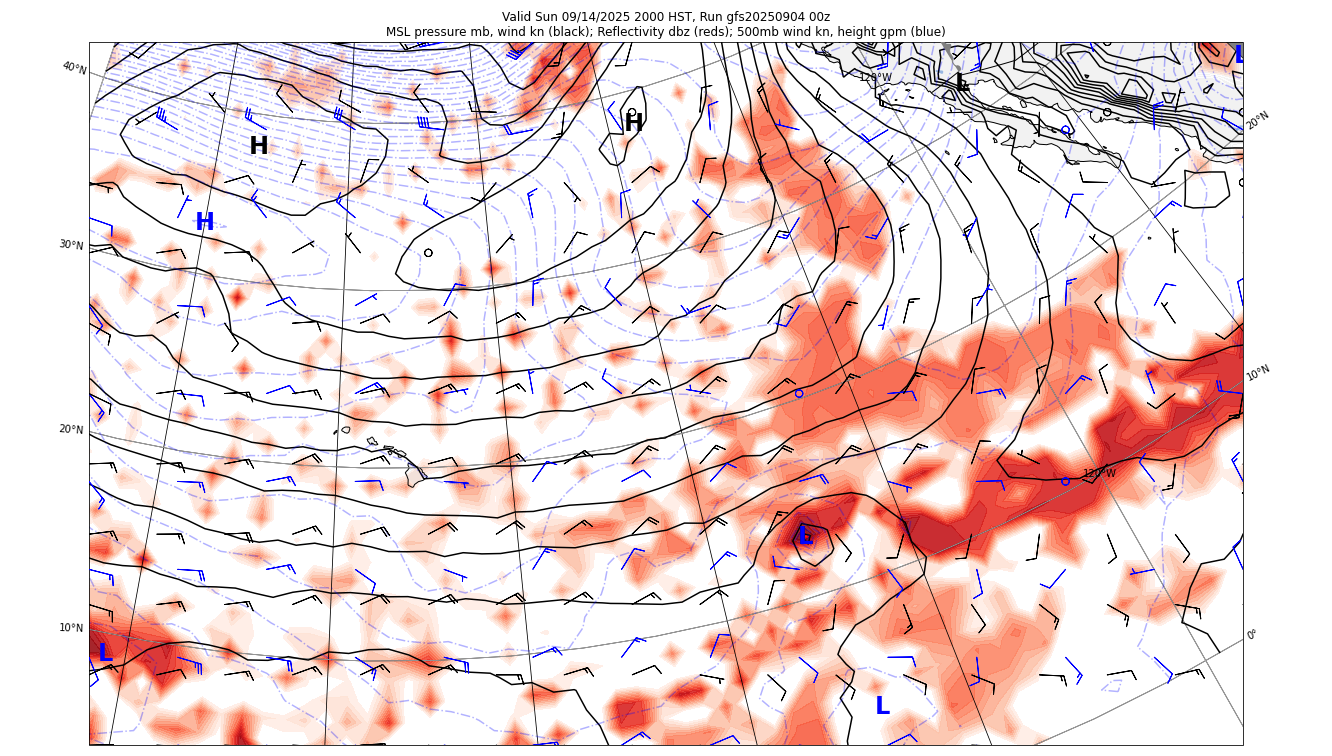 Valid Sun 09/14/2025 2000 HST, Run gfs20250904 00z
MSL pressure mb, wind kn (black); Reflectivity dbz (reds); 500mb wind kn, height gpm (blue)
40°N
120°W
L
L
20°N
H
H
H
30°N
10°N
20°N
120°W
L
10°N
0°
L
L